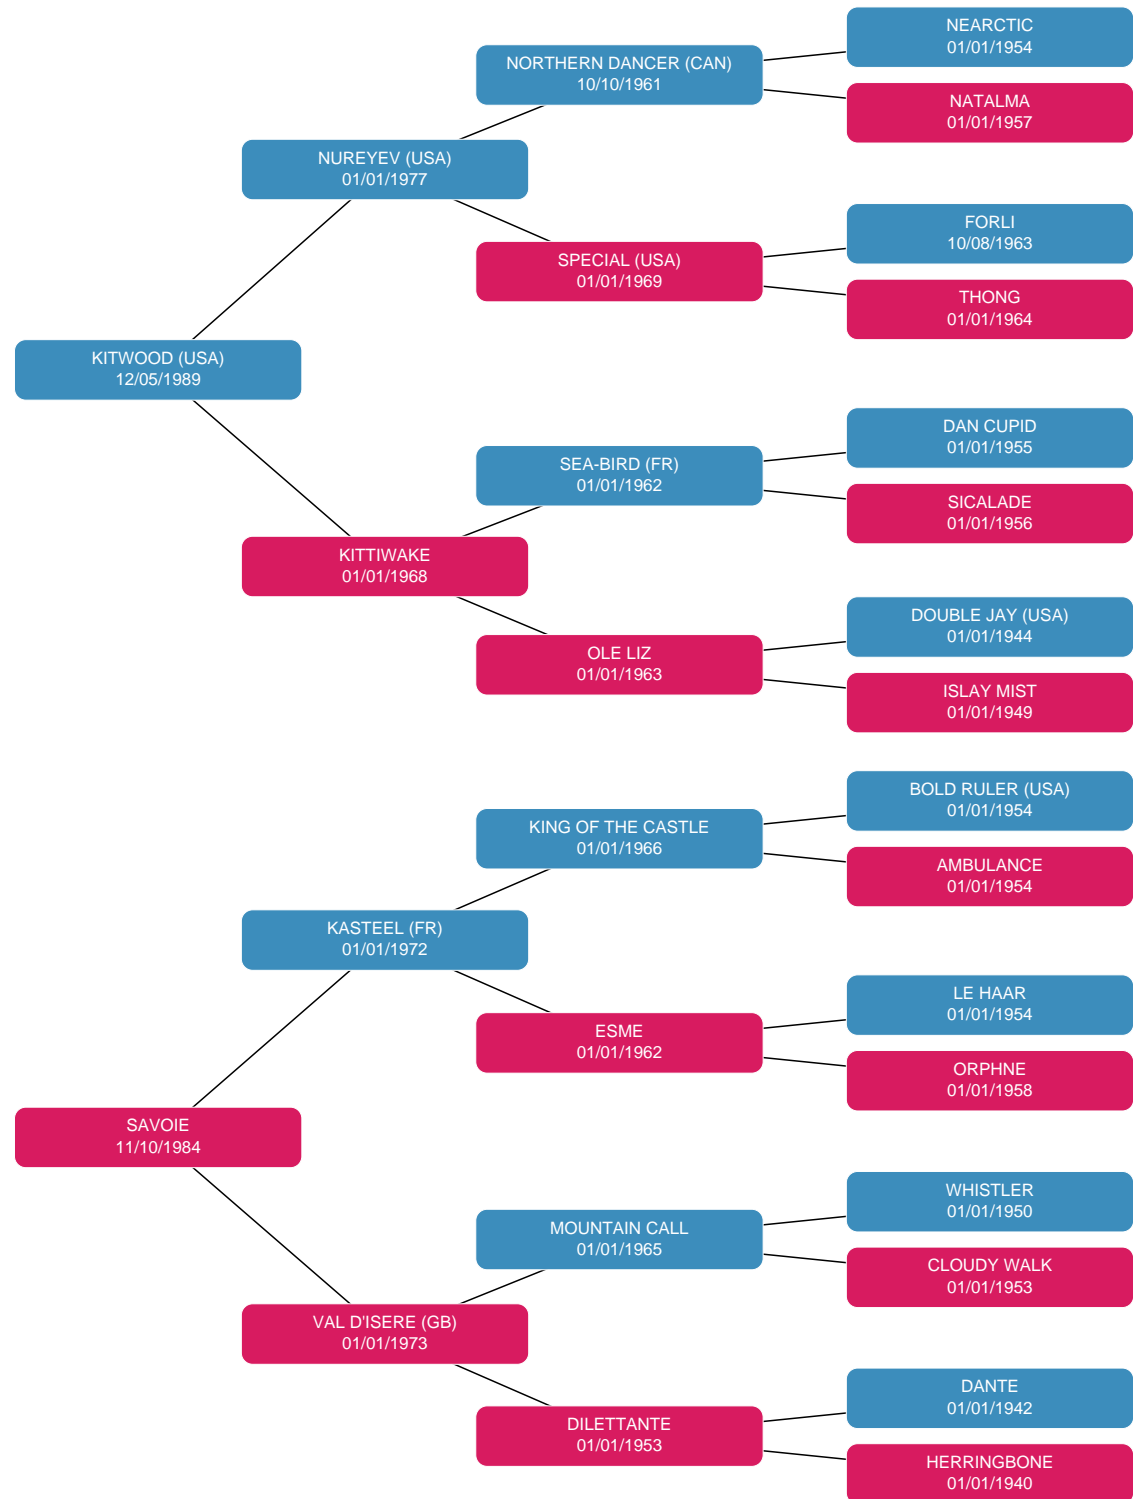 NEARCTIC
01/01/1954
NORTHERN DANCER (CAN)
10/10/1961
NATALMA
01/01/1957
NUREYEV (USA)
01/01/1977
FORLI
10/08/1963
SPECIAL (USA)
01/01/1969
THONG
01/01/1964
KITWOOD (USA)
12/05/1989
DAN CUPID
01/01/1955
SEA-BIRD (FR)
01/01/1962
SICALADE
01/01/1956
KITTIWAKE
01/01/1968
DOUBLE JAY (USA)
01/01/1944
OLE LIZ
01/01/1963
ISLAY MIST
01/01/1949
BOLD RULER (USA)
01/01/1954
KING OF THE CASTLE
01/01/1966
AMBULANCE
01/01/1954
KASTEEL (FR)
01/01/1972
LE HAAR
01/01/1954
ESME
01/01/1962
ORPHNE
01/01/1958
SAVOIE
11/10/1984
WHISTLER
01/01/1950
MOUNTAIN CALL
01/01/1965
CLOUDY WALK
01/01/1953
VAL D'ISERE (GB)
01/01/1973
DANTE
01/01/1942
DILETTANTE
01/01/1953
HERRINGBONE
01/01/1940